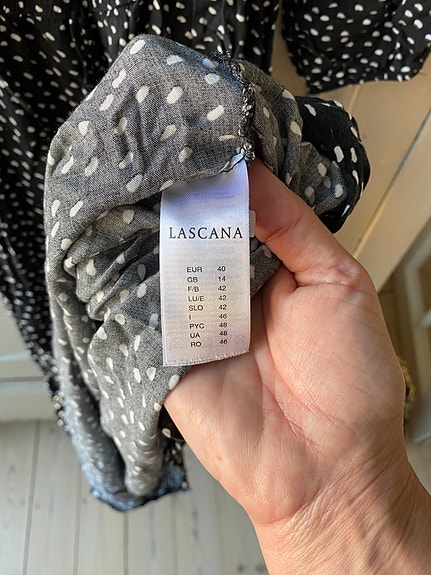 LASCANA
EUR 40
GB 14
F/B 42
LU/E 42
SLO 42
I 46
PYC 48
UA 48
RO 46